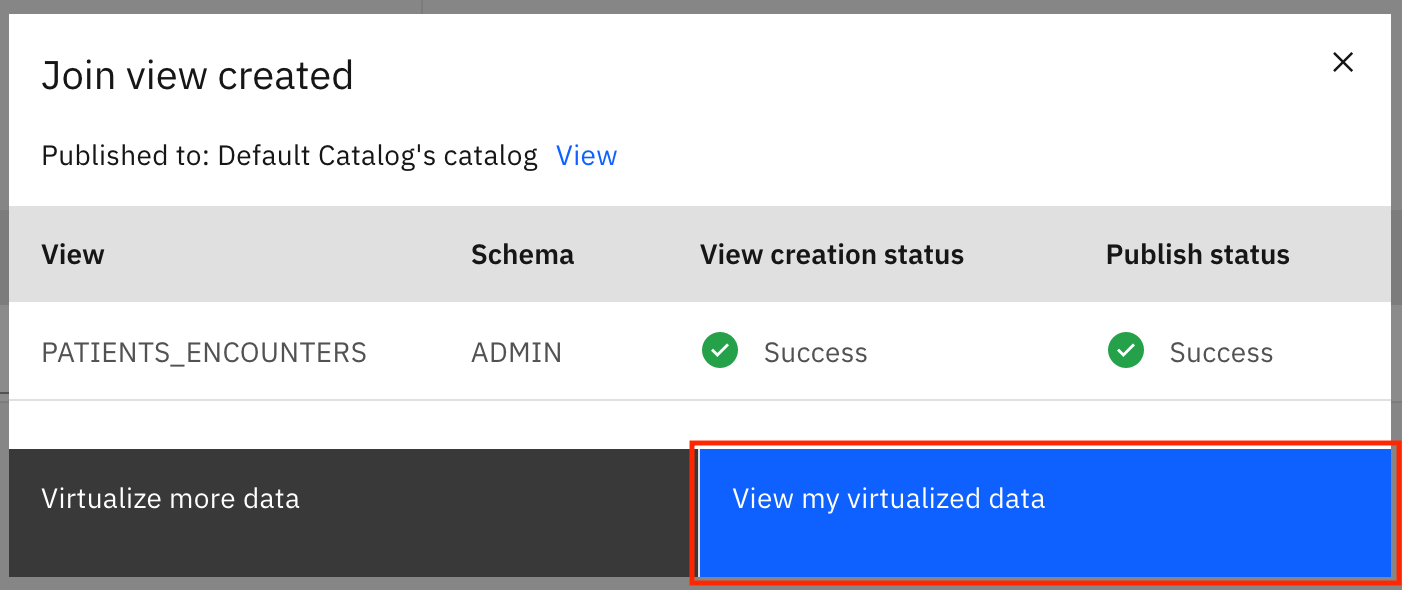 Join view created
Published to: Default Catalog's catalog View
View Schema View creation status Publish status
PATIENTS_ENCOUNTERS ADMIN Success Success
Virtualize more data View my virtualized data